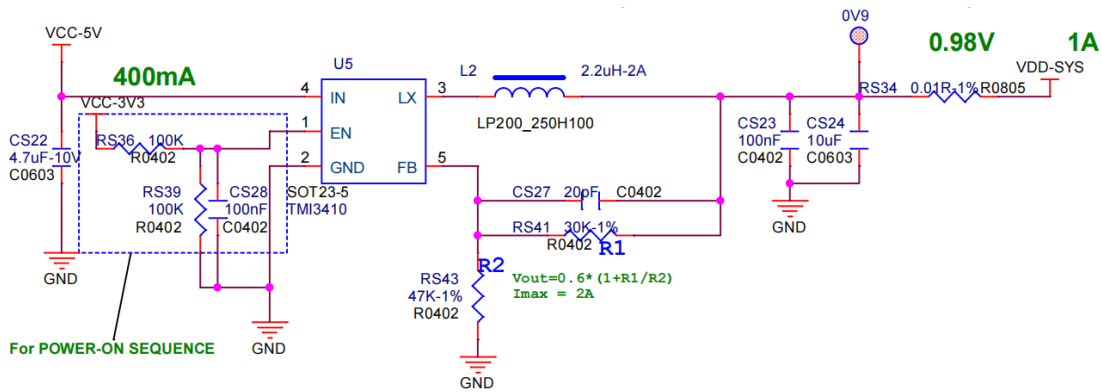 0V9
0.98V
1A
VCC-5V
U5
L2
2.2uH-2A
VDD-SYS
400mA
4
IN
LX
3
RS34
0.01R-1%
R0805
VCC-3V3
LP200_250H100
CS22
4.7uF-10V
C0603
RS36
100K
R0402
1
EN
CS23
100nF
C0402
CS24
10uF
C0603
2
GND
FB
5
RS39
100K
R0402
CS28
100nF
C0402
SOT23-5
TMI3410
CS27
20pF
C0402
RS41
30K-1%
R0402
R1
GND
R2
Vout=0.6*(1+R1/R2)
Imax = 2A
RS43
47K-1%
R0402
GND
GND
For POWER-ON SEQUENCE
GND